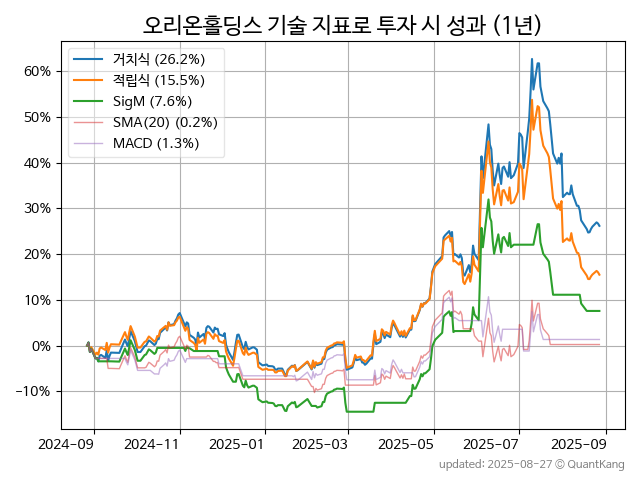 오리온홀딩스 기술 지표로 투자 시 성과 (1년)
거치식 (26.2%)
적립식 (15.5%)
SigM (7.6%)
SMA(20) (0.2%)
MACD (1.3%)
60%
50%
40%
30%
20%
10%
0%
−10%
2024-09
2024-11
2025-01
2025-03
2025-05
2025-07
2025-09
updated: 2025-08-27 © QuantKang